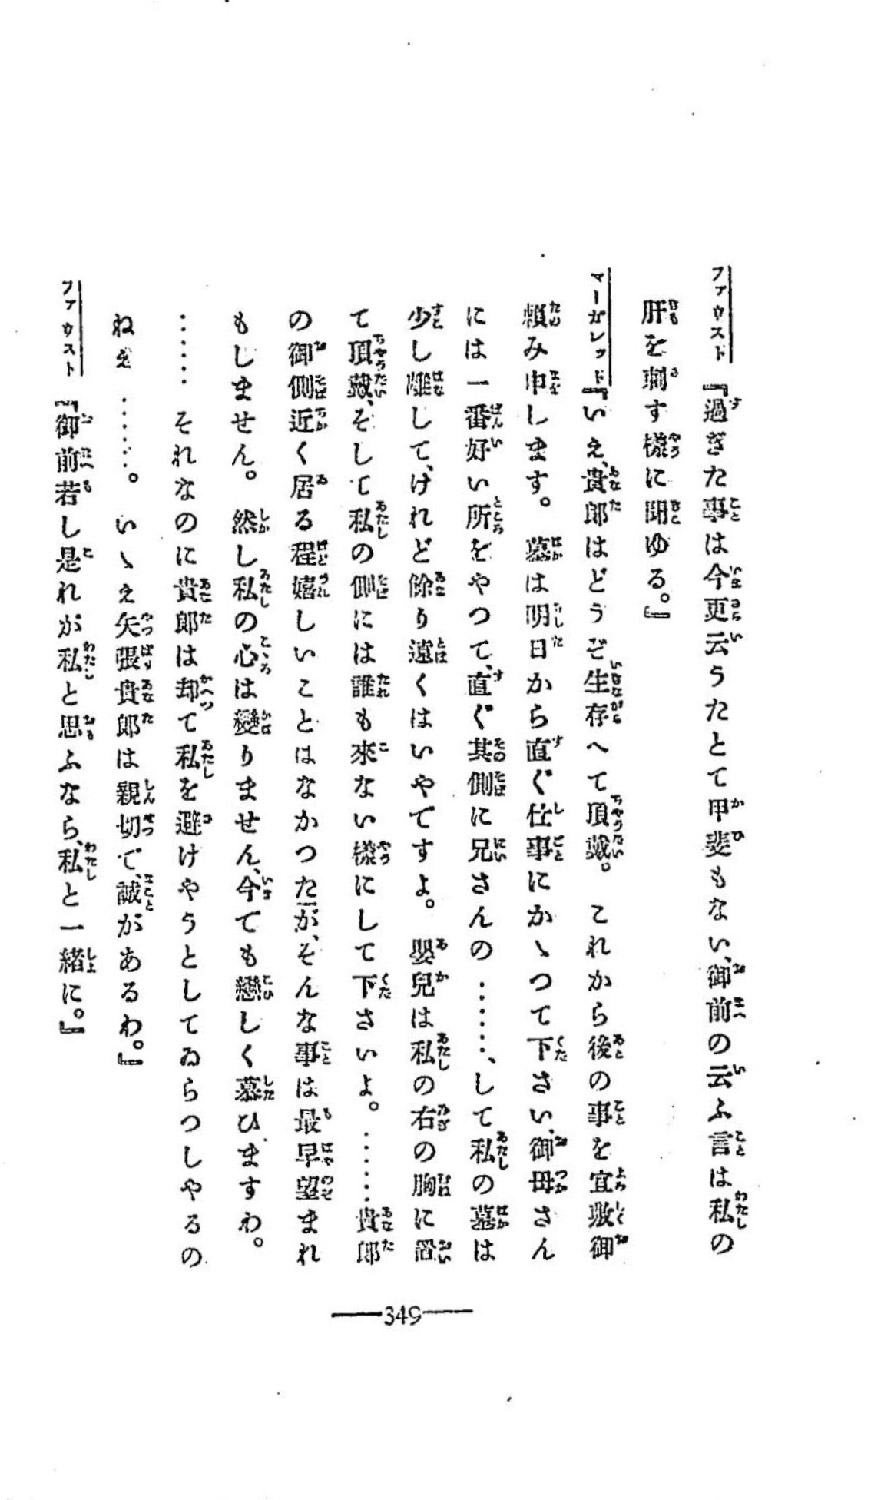 ファウスト『過ぎた事は今更云うたとて甲斐もない、御前の云ふ言は私の
肝を刺す樣に聞ゆる。』
マーガレッド『いえ、貴郎はどうぞ生存へて頂戴。これから後の事を宜敷御
頼み申します。墓は明日から直ぐ仕事にかゝつて下さい、御母さん
には一番好い所をやつて、直ぐ其側に兄さんの……、して私の墓は
少し離して、けれど餘り遠くはいやですよ。嬰兒は私の右の胸に置い
て頂戴、そして私の側には誰も來ない樣にして下さいよ。……貴郎
の御側近く居る程嬉しいことはなかつたが、そんな事は最早望まれ
もしません。然し私の心は變りません、今でも戀しく慕ひますわ。
……それなのに貴郎は却て私を避けやうとしてゐらつしやるの
ねえ……。いゝえ矢張貴郎は親切で、誠があるわ。』
ファウスト『御前若し是れが私と思ふなら、私と一緒に。』
349